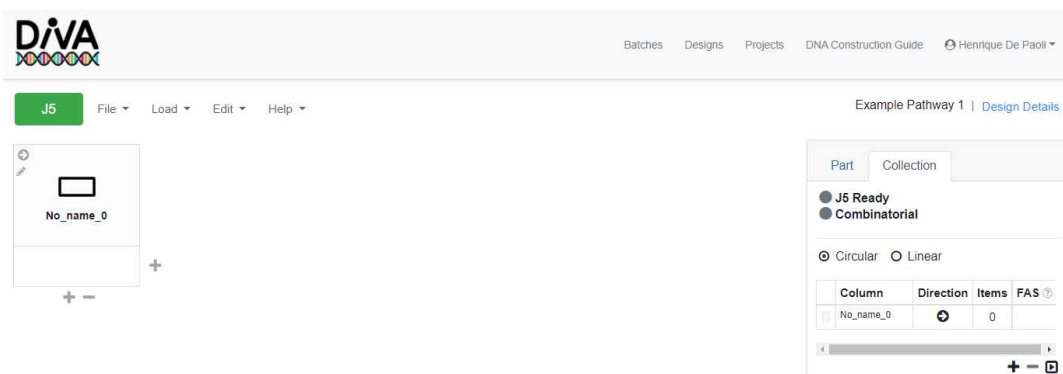 DIVA
Batches Designs Projects DNA Construction Guide Henrique De Paoli
J5 File Load Edit Help
Example Pathway 1 | Design Details
No_name_0
Part Collection
J5 Ready
Combinatorial
Circular Linear
Column Direction Items FAS
No_name_0 0